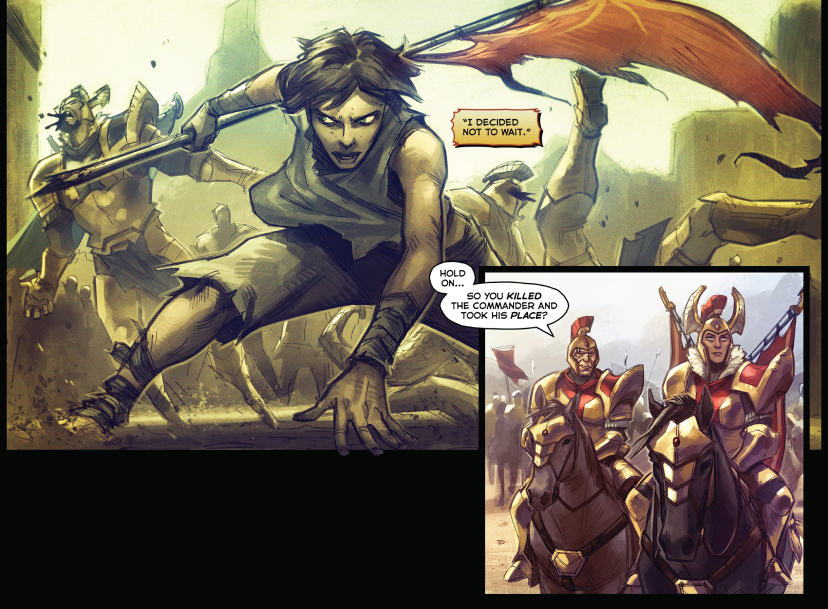 "I DECIDED
NOT TO WAIT."
HOLD
ON...
SO YOU KILLED
THE COMMANDER AND
TOOK HIS PLACE?